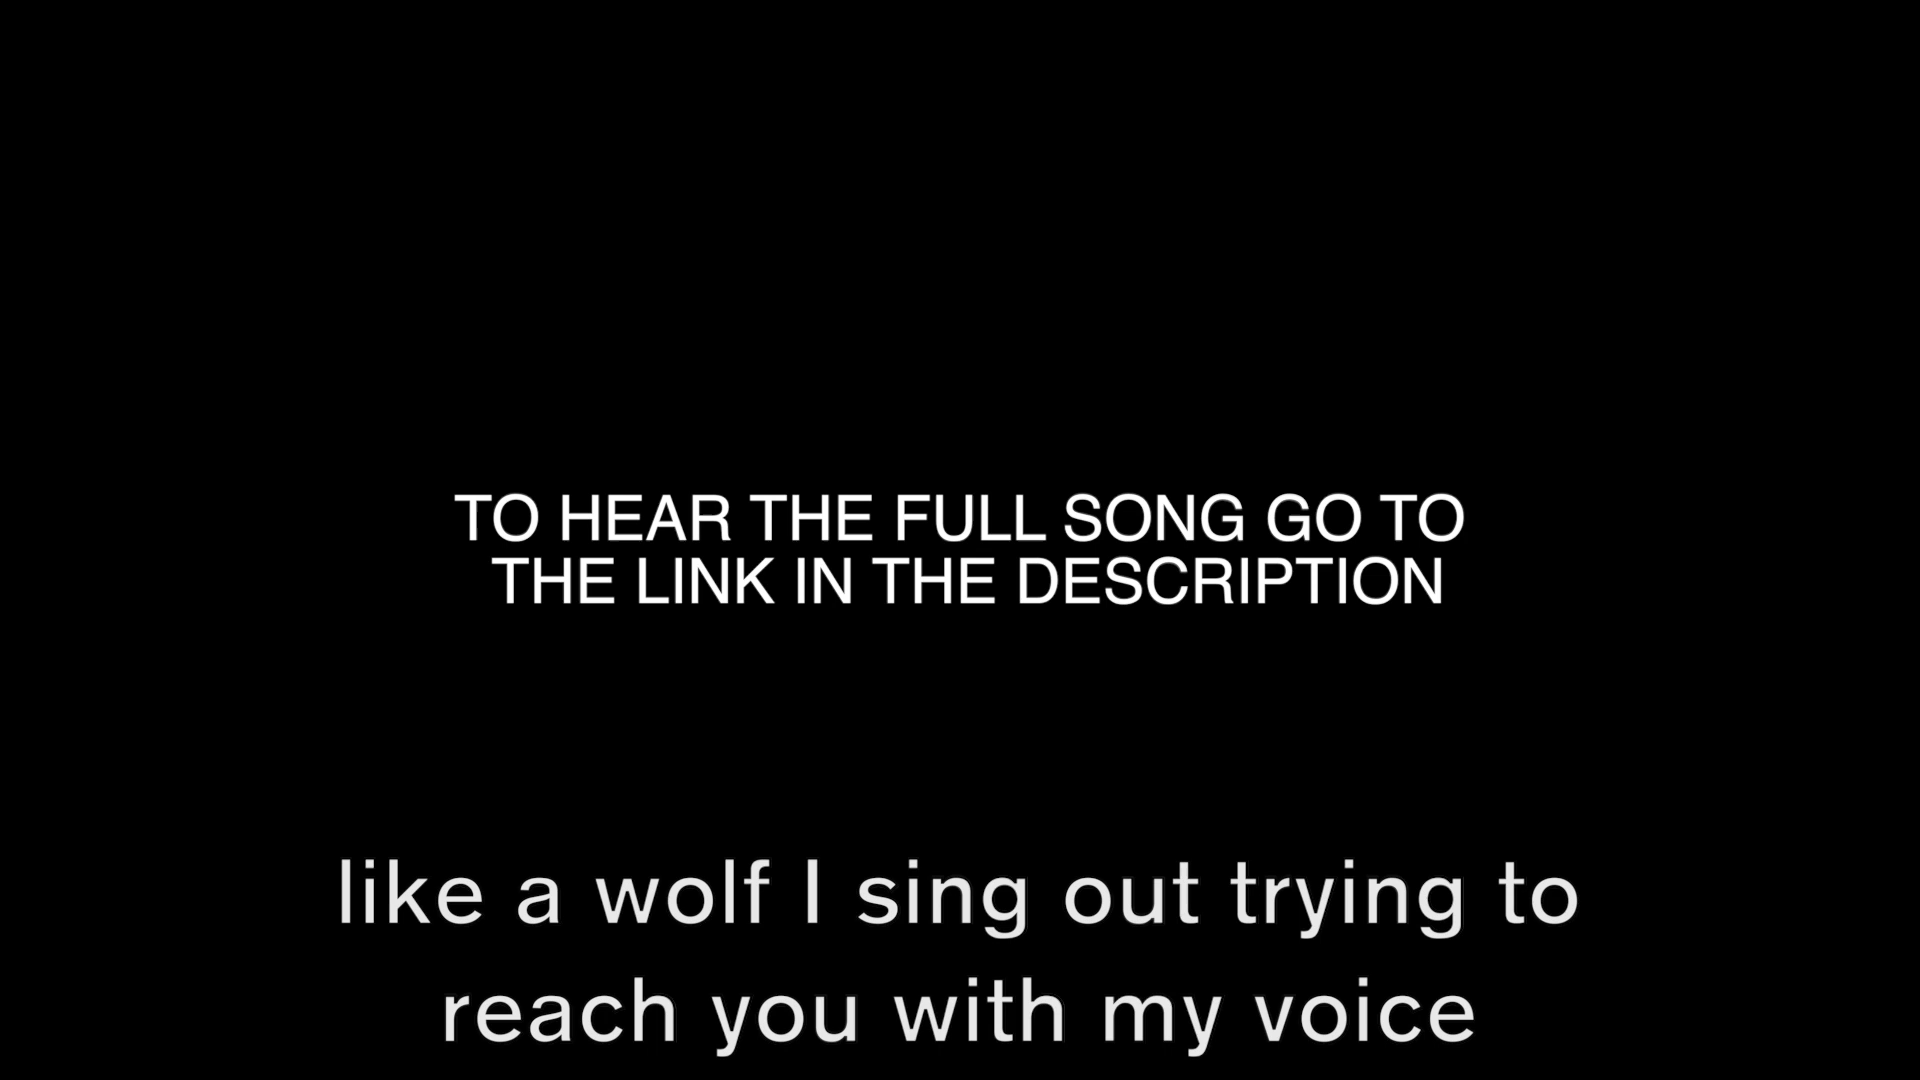 TO HEAR THE FULL SONG GO TO
THE LINK IN THE DESCRIPTION
like a wolf I sing out trying to
reach you with my voice